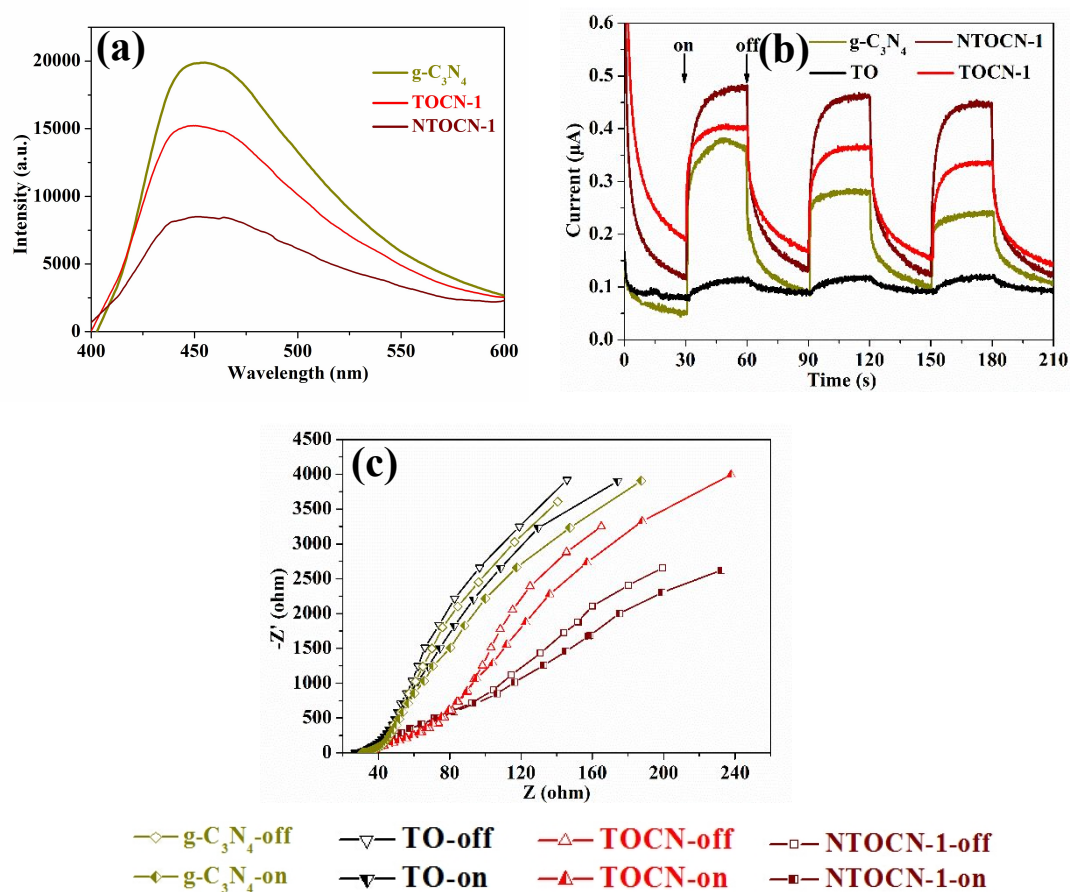 (a)
20000
15000
10000
5000
0
Intensity (a.u.)
g-C₃N₄
TOCN-1
NTOCN-1
400 450 500 550 600
Wavelength (nm)
(b)
0.6
0.5
0.4
0.3
0.2
0.1
0.0
Current (μA)
on off
g-C₃N₄ NTOCN-1
TO TOCN-1
0 30 60 90 120 150 180 210
Time (s)
(c)
4500
4000
3500
3000
2500
2000
1500
1000
500
0
-Z' (ohm)
40 80 120 160 200 240
Z (ohm)
g-C₃N₄-off TO-off TOCN-off NTOCN-1-off
g-C₃N₄-on TO-on TOCN-on NTOCN-1-on